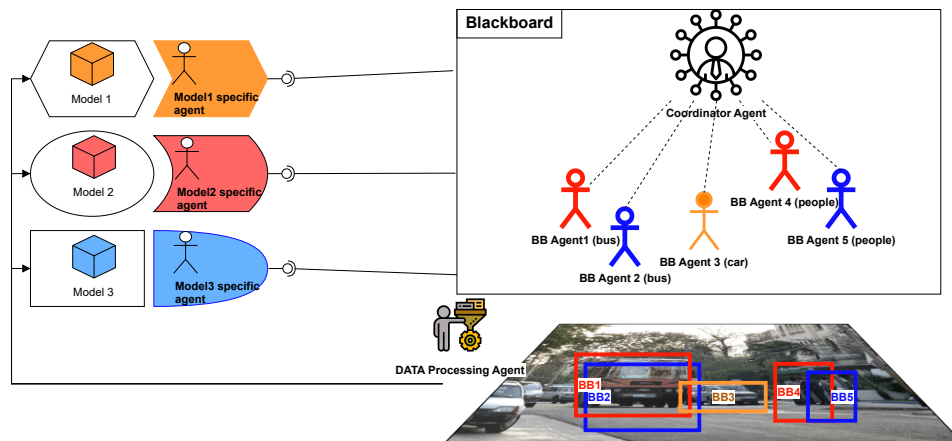 Blackboard
Model 1
Model1 specific
agent
Coordinator Agent
Model 2
Model2 specific
agent
BB Agent 4 (people)
BB Agent1 (bus)
BB Agent 5 (people)
BB Agent 3 (car)
BB Agent 2 (bus)
Model 3
Model3 specific
agent
DATA Processing Agent
BB1
BB2
BB3
BB4
BB5